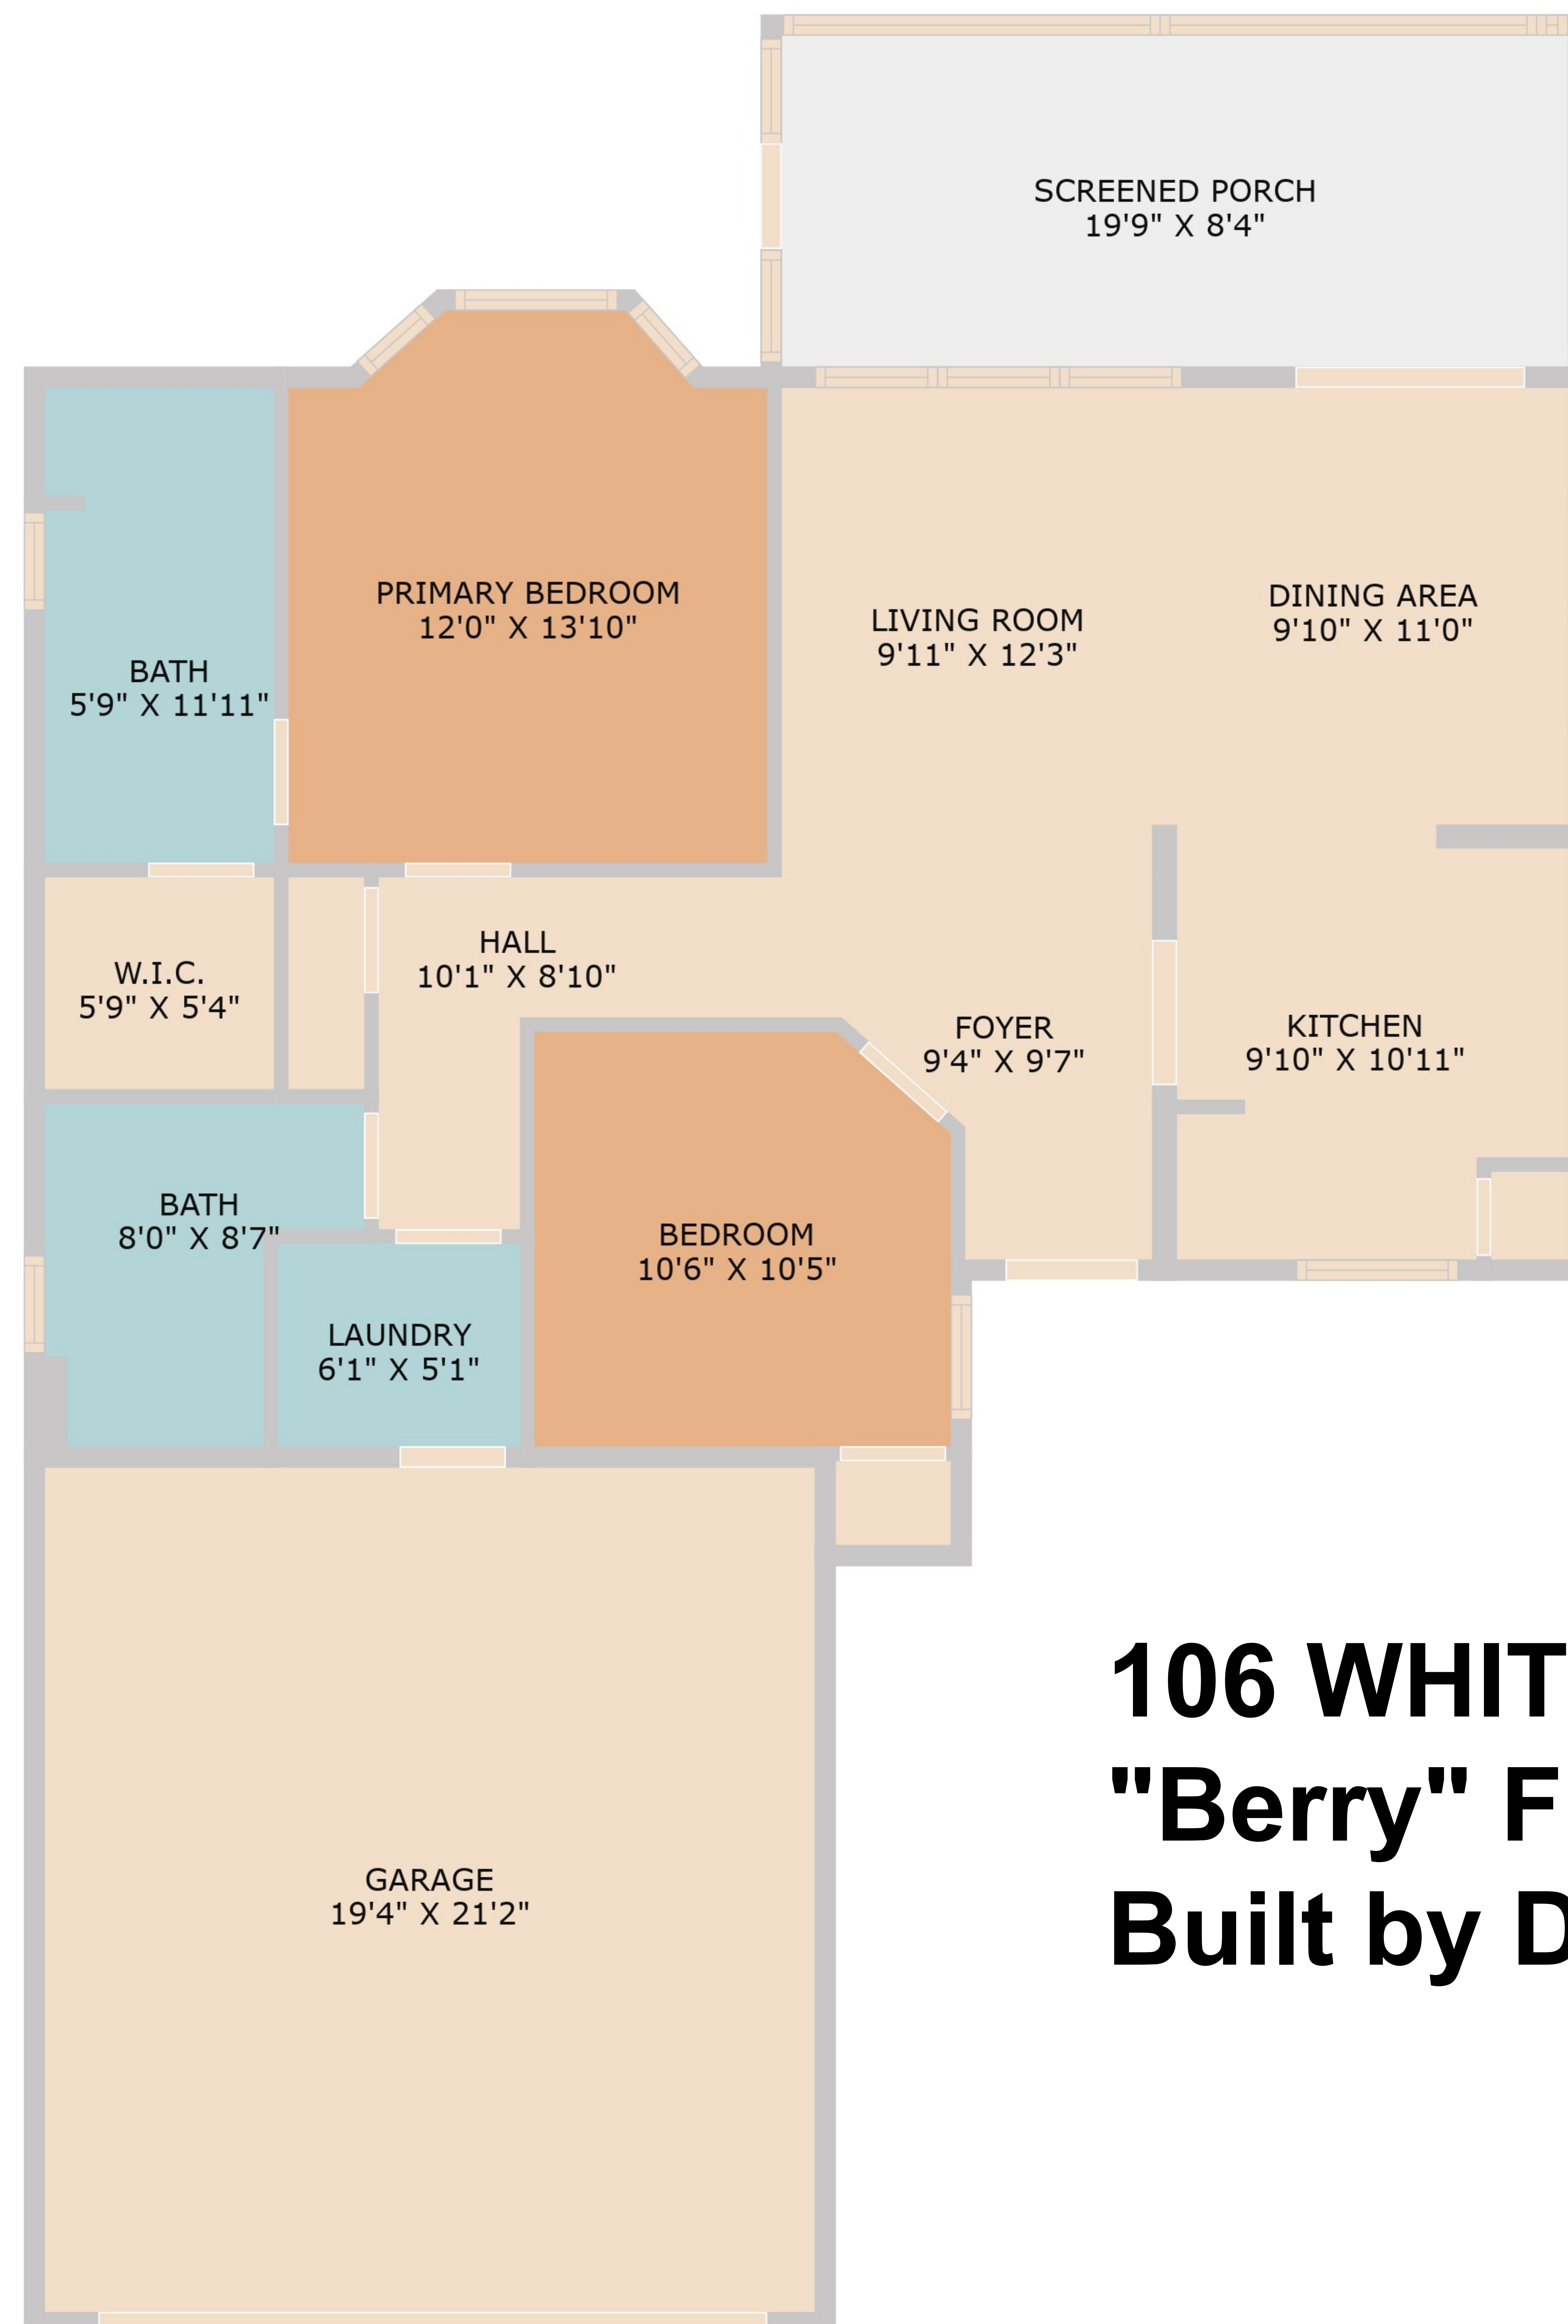 SCREENED PORCH
19'9" X 8'4"
PRIMARY BEDROOM
12'0" X 13'10"
LIVING ROOM
9'11" X 12'3"
DINING AREA
9'10" X 11'0"
BATH
5'9" X 11'11"
HALL
10'1" X 8'10"
W.I.C.
5'9" X 5'4"
FOYER
9'4" X 9'7"
KITCHEN
9'10" X 10'11"
BATH
8'0" X 8'7"
BEDROOM
10'6" X 10'5"
LAUNDRY
6'1" X 5'1"
106 WHIT
"Berry" F
Built by D
GARAGE
19'4" X 21'2"